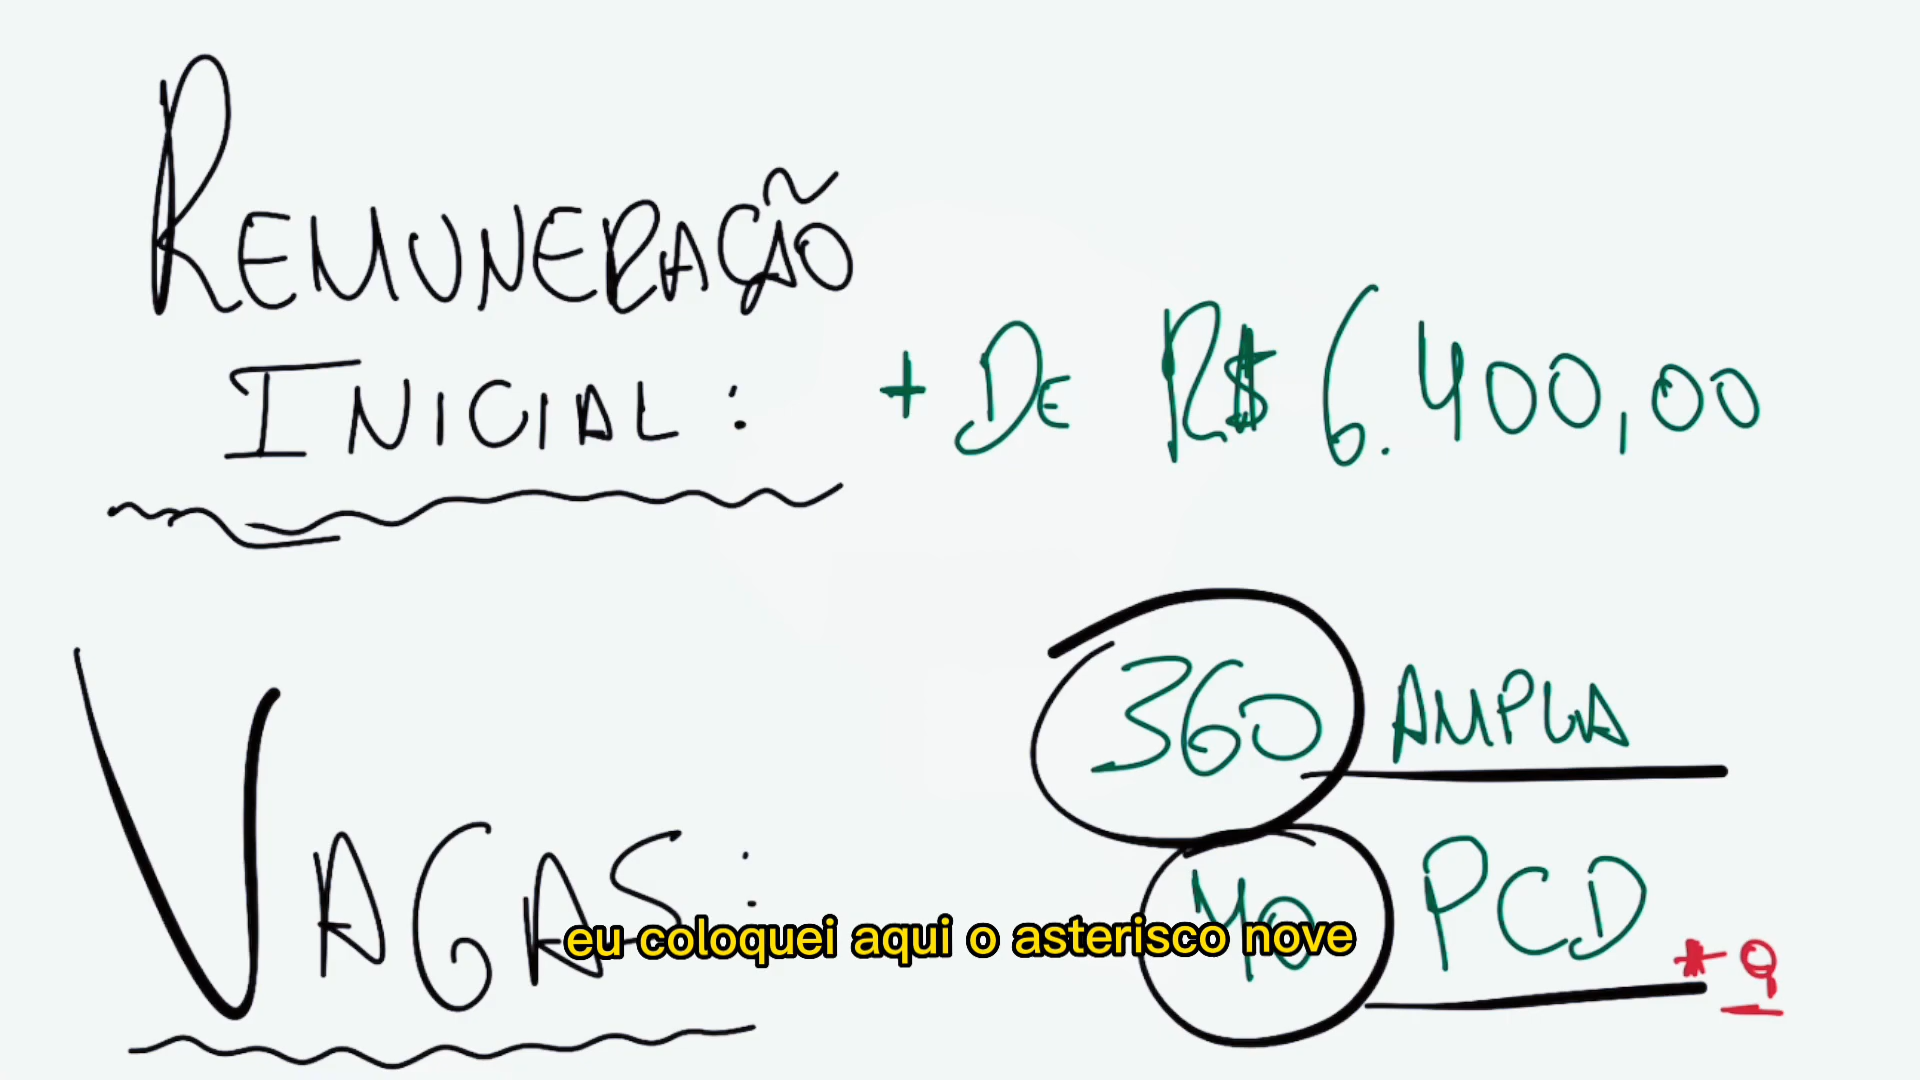 REMUNERAÇÃO
INICIAL: + DE R$ 6.400,00
360 AMPLA
VAGAS: 40 PCD * 9
eu coloquei aqui o asterisco nove